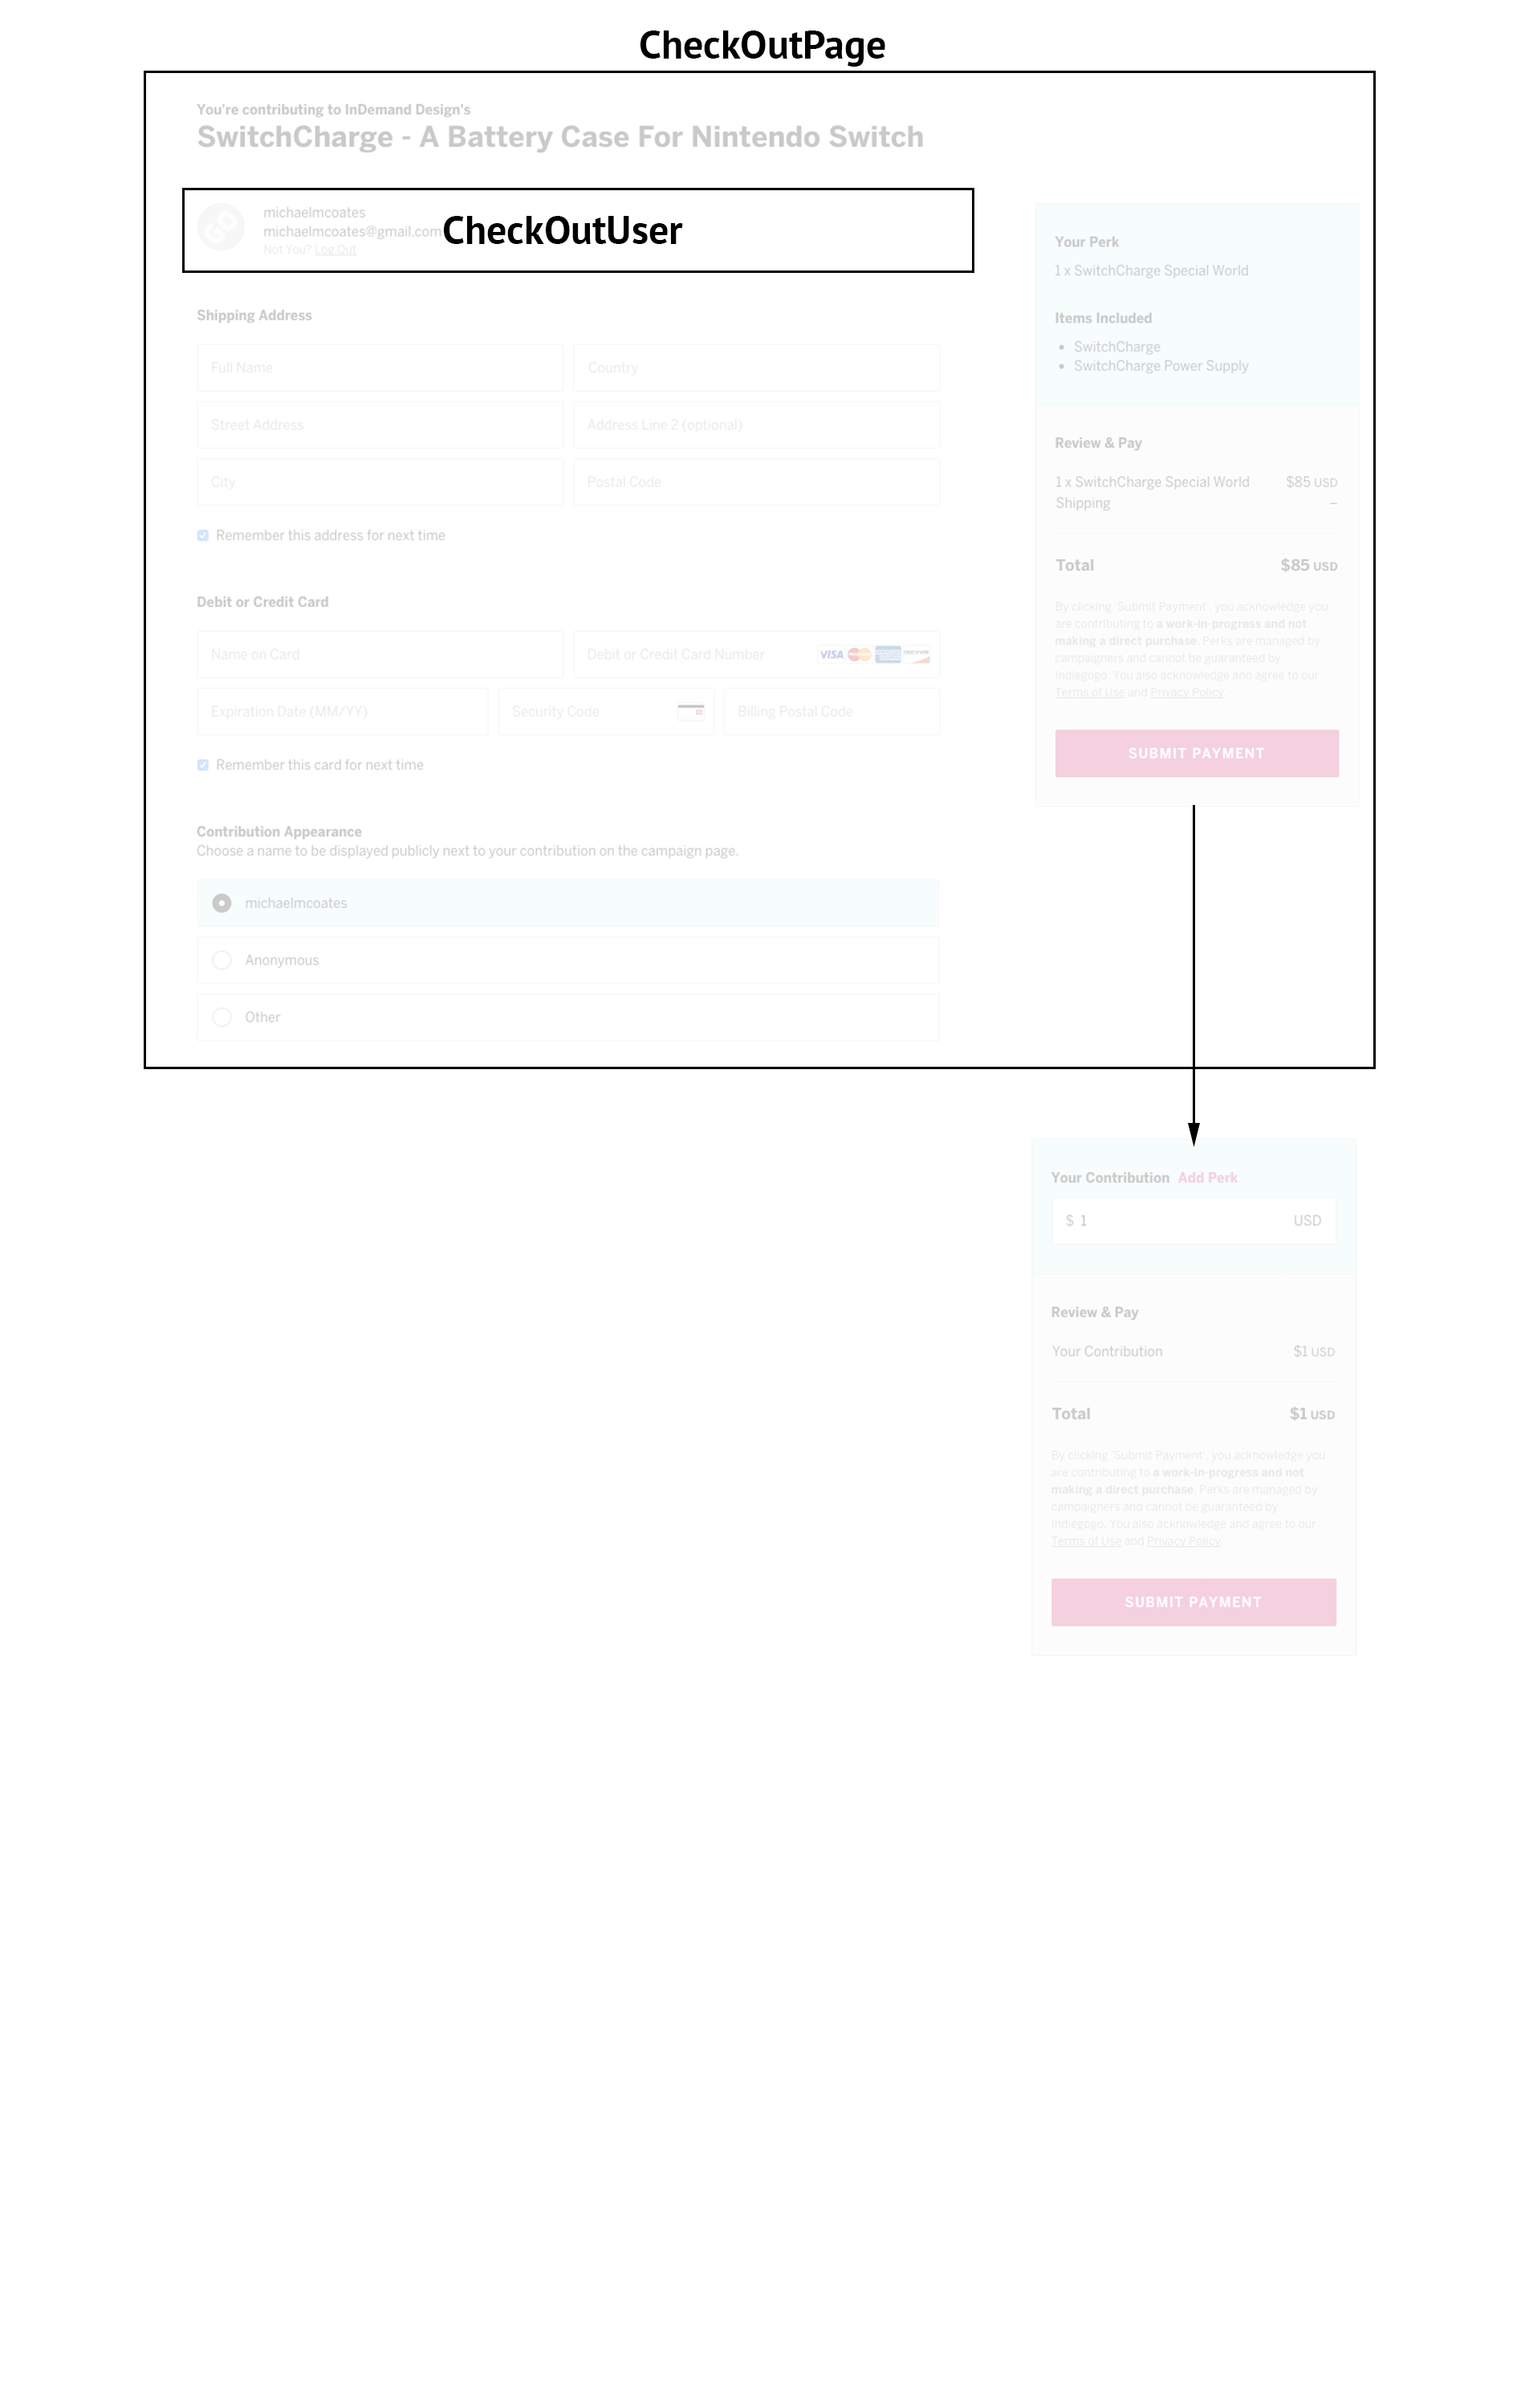 CheckOutPage
You're contributing to InDemand Design's
SwitchCharge - A Battery Case For Nintendo Switch
GO
michaelmcoates
michaelmcoates@gmail.com
Not You? Log Out
CheckOutUser
Shipping Address
Full Name
Country
Street Address
Address Line 2 (optional)
City
Postal Code
Remember this address for next time
Debit or Credit Card
Name on Card
Debit or Credit Card Number
VISA
DISCOVER
Expiration Date (MM/YY)
Security Code
Billing Postal Code
Remember this card for next time
Contribution Appearance
Choose a name to be displayed publicly next to your contribution on the campaign page.
michaelmcoates
Anonymous
Other
Your Perk
1 x SwitchCharge Special World
Items Included
• SwitchCharge
• SwitchCharge Power Supply
Review & Pay
1 x SwitchCharge Special World $85 USD
Shipping –
Total $85 USD
By clicking 'Submit Payment', you acknowledge you
are contributing to a work-in-progress and not
making a direct purchase. Perks are managed by
campaigners and cannot be guaranteed by
Indiegogo. You also acknowledge and agree to our
Terms of Use and Privacy Policy.
SUBMIT PAYMENT
Your Contribution Add Perk
$ 1 USD
Review & Pay
Your Contribution $1 USD
Total $1 USD
By clicking 'Submit Payment', you acknowledge you
are contributing to a work-in-progress and not
making a direct purchase. Perks are managed by
campaigners and cannot be guaranteed by
Indiegogo. You also acknowledge and agree to our
Terms of Use and Privacy Policy.
SUBMIT PAYMENT